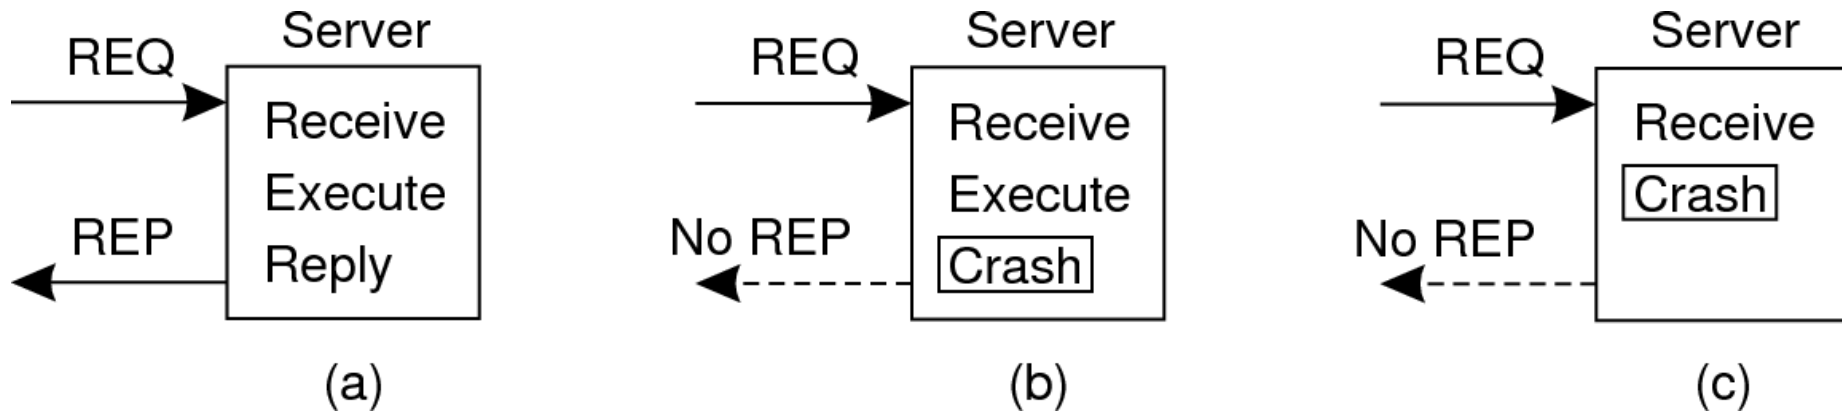 Server
REQ
Receive
Execute
REP
Reply
(a)
Server
REQ
Receive
Execute
No REP
Crash
(b)
Server
REQ
Receive
Crash
No REP
(c)